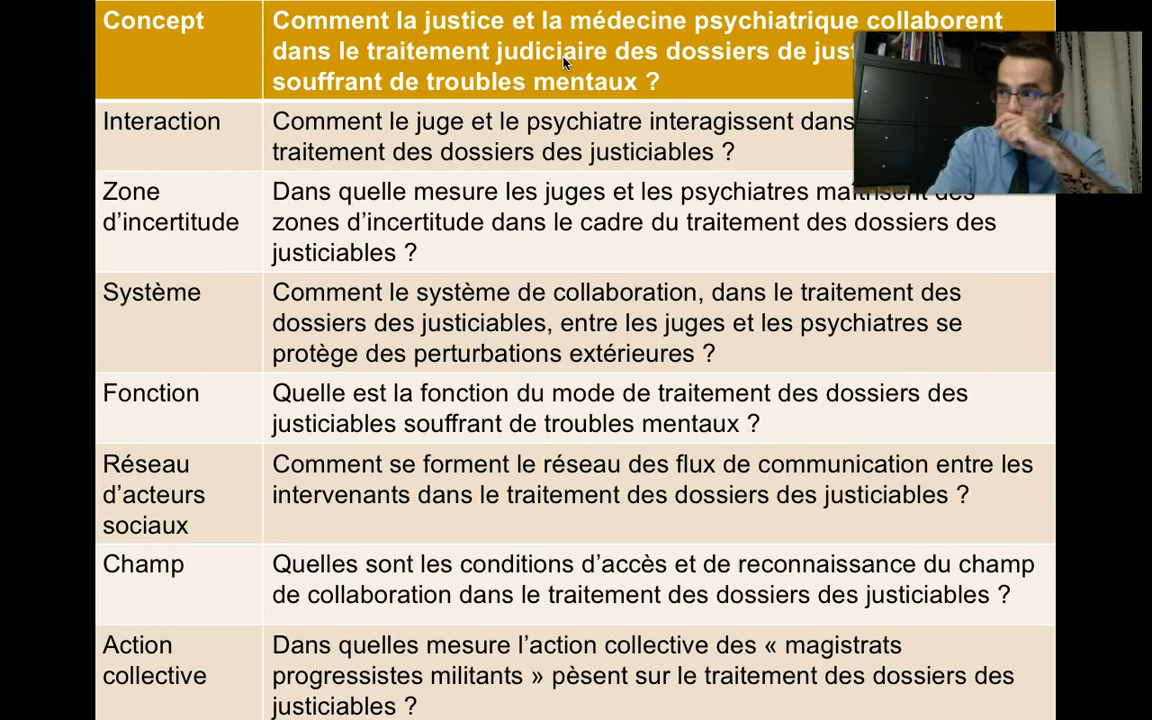 Concept
Comment la justice et la médecine psychiatrique collaborent
dans le traitement judiciaire des dossiers de just
souffrant de troubles mentaux ?
Interaction
Comment le juge et le psychiatre interagissent dans
traitement des dossiers des justiciables ?
Zone
d’incertitude
Dans quelle mesure les juges et les psychiatres maîtrisent des
zones d’incertitude dans le cadre du traitement des dossiers des
justiciables ?
Système
Comment le système de collaboration, dans le traitement des
dossiers des justiciables, entre les juges et les psychiatres se
protège des perturbations extérieures ?
Fonction
Quelle est la fonction du mode de traitement des dossiers des
justiciables souffrant de troubles mentaux ?
Réseau
d’acteurs
sociaux
Comment se forment le réseau des flux de communication entre les
intervenants dans le traitement des dossiers des justiciables ?
Champ
Quelles sont les conditions d’accès et de reconnaissance du champ
de collaboration dans le traitement des dossiers des justiciables ?
Action
collective
Dans quelles mesure l’action collective des « magistrats
progressistes militants » pèsent sur le traitement des dossiers des
justiciables ?